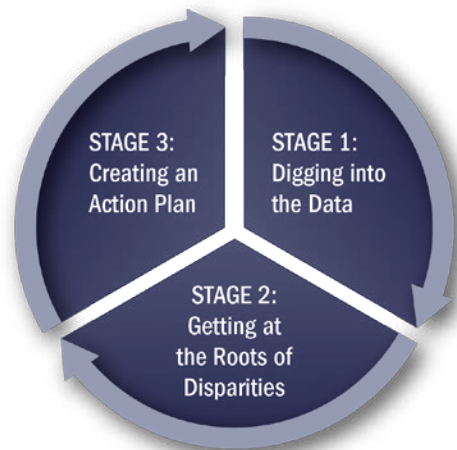 STAGE 1:
Digging into
the Data
STAGE 2:
Getting at
the Roots of
Disparities
STAGE 3:
Creating an
Action Plan